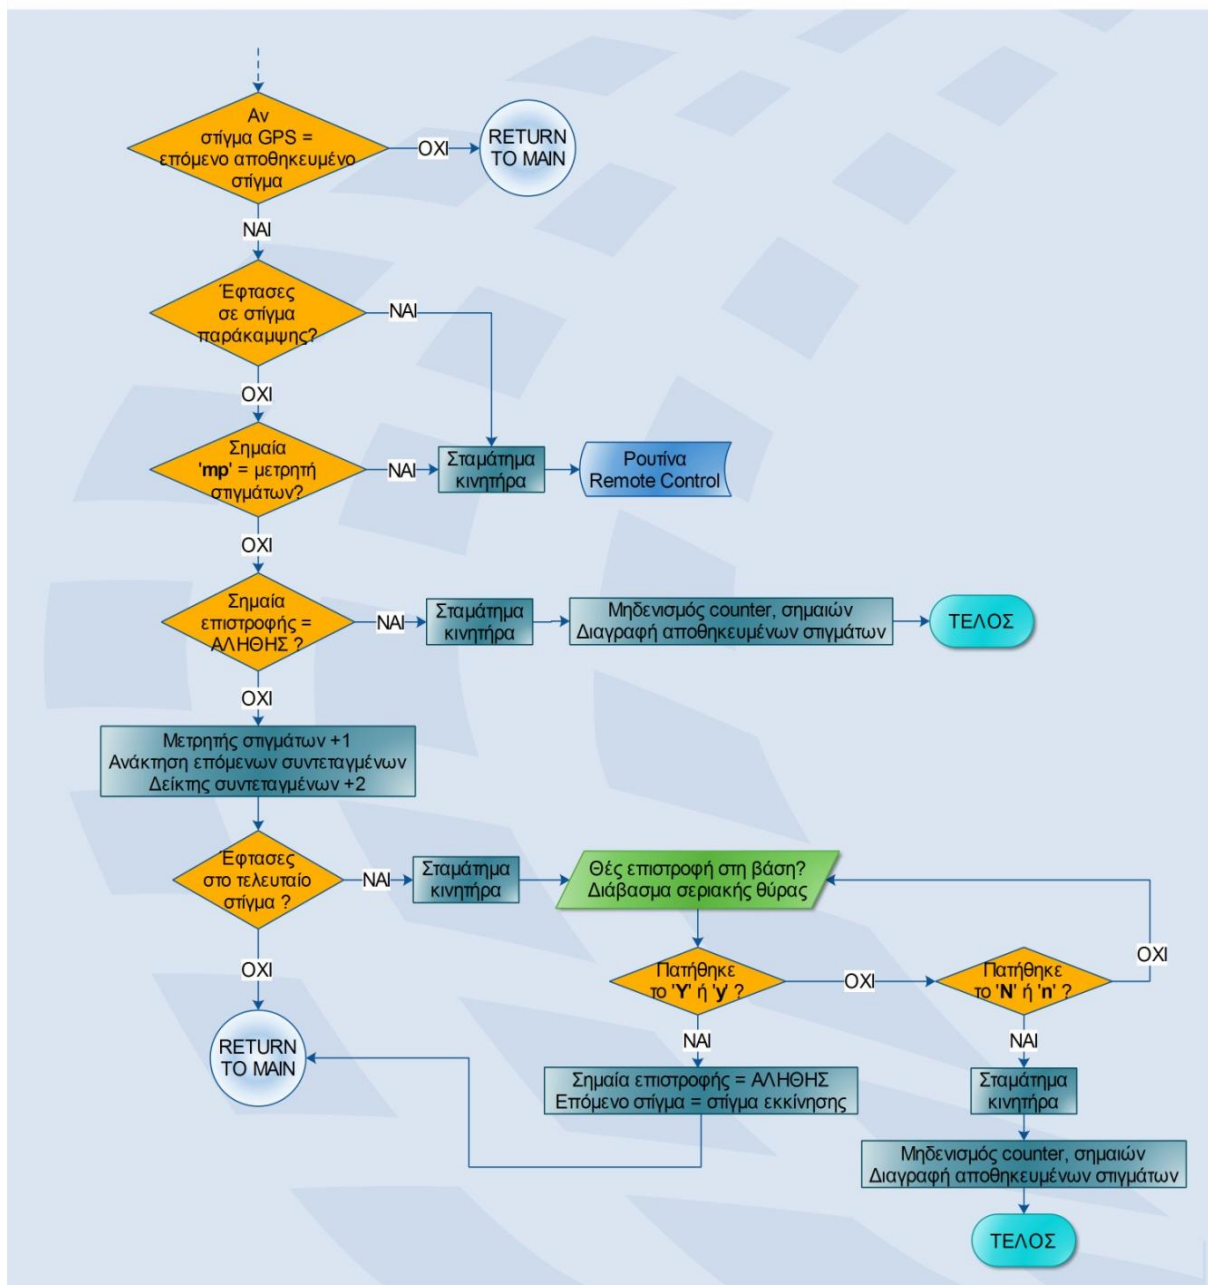 Αν
στίγμα GPS =
επόμενο αποθηκευμένο
στίγμα
ΟΧΙ
RETURN
TO MAIN
ΝΑΙ
Έφτασες
σε στίγμα
παράκαμψης?
ΝΑΙ
ΟΧΙ
Σημαία
'mp' = μετρητή
στιγμάτων?
ΝΑΙ
Σταμάτημα
κινητήρα
Ρουτίνα
Remote Control
ΟΧΙ
Σημαία
επιστροφής =
ΑΛΗΘΗΣ ?
ΝΑΙ
Σταμάτημα
κινητήρα
Μηδενισμός counter, σημαιών
Διαγραφή αποθηκευμένων στιγμάτων
ΤΕΛΟΣ
ΟΧΙ
Μετρητής στιγμάτων +1
Ανάκτηση επόμενων συντεταγμένων
Δείκτης συντεταγμένων +2
Έφτασες
στο τελευταίο
στίγμα ?
ΝΑΙ
Σταμάτημα
κινητήρα
Θές επιστροφή στη βάση?
Διάβασμα σεριακής θύρας
ΟΧΙ
ΟΧΙ
Πατήθηκε
το 'Y' ή 'y' ?
ΟΧΙ
Πατήθηκε
το 'N' ή 'n' ?
ΝΑΙ
ΝΑΙ
RETURN
TO MAIN
Σημαία επιστροφής = ΑΛΗΘΗΣ
Επόμενο στίγμα = στίγμα εκκίνησης
Σταμάτημα
κινητήρα
Μηδενισμός counter, σημαιών
Διαγραφή αποθηκευμένων στιγμάτων
ΤΕΛΟΣ